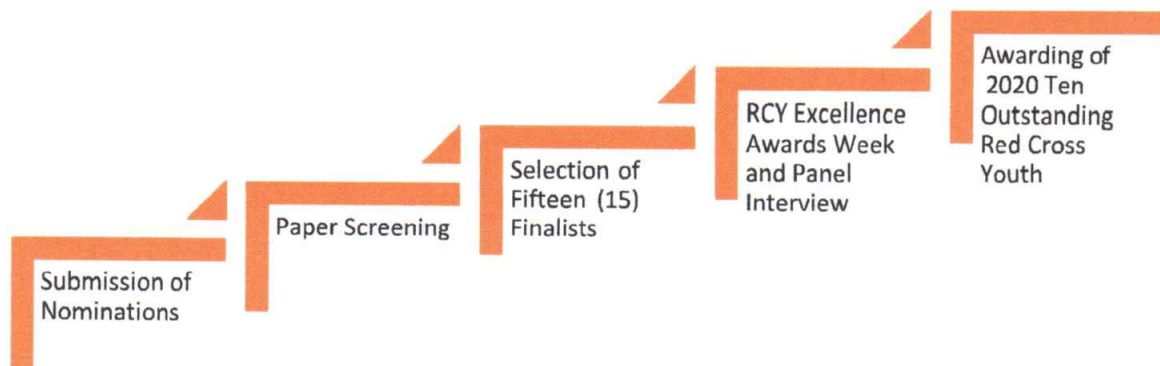 Submission of
Nominations
Paper Screening
Selection of
Fifteen (15)
Finalists
RCY Excellence
Awards Week
and Panel
Interview
Awarding of
2020 Ten
Outstanding
Red Cross
Youth